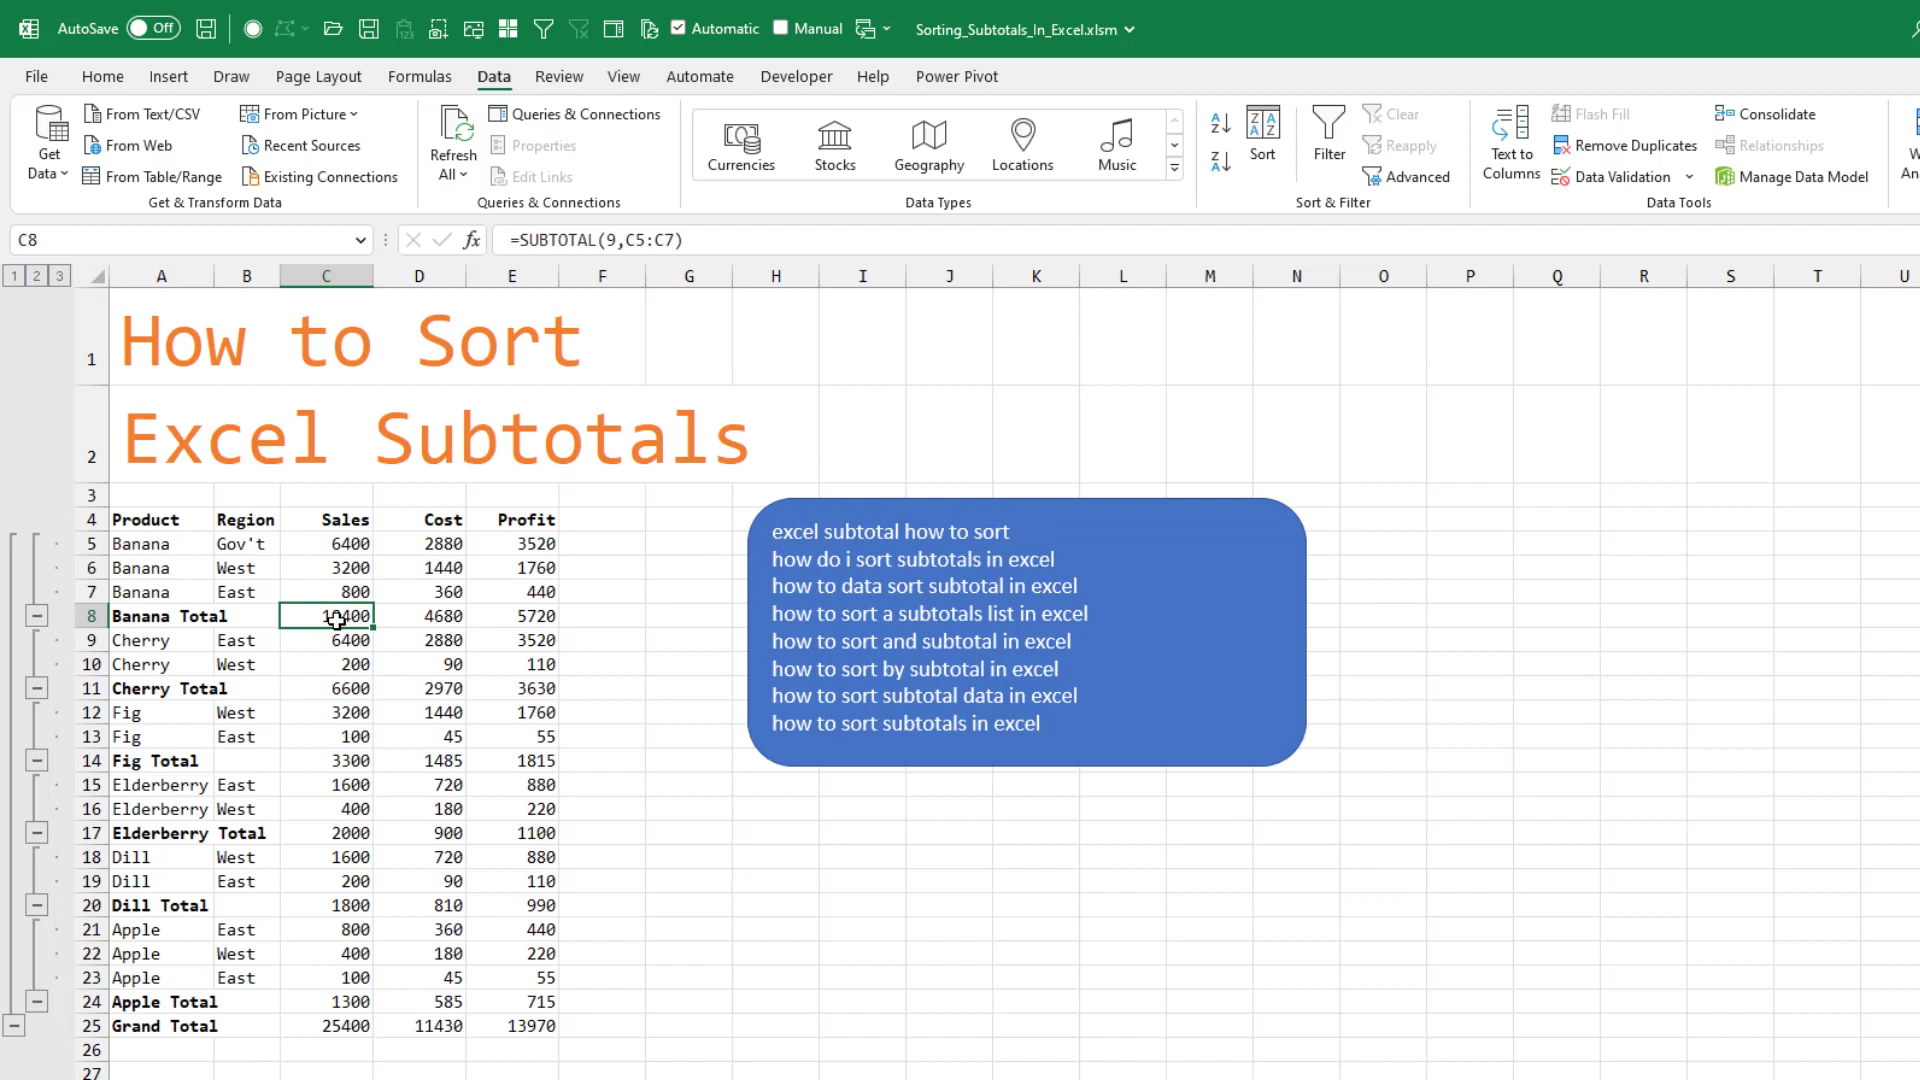 AutoSave Off Automatic Manual Sorting_Subtotals_In_Excel.xlsm
File Home Insert Draw Page Layout Formulas Data Review View Automate Developer Help Power Pivot
Get Data From Text/CSV From Web From Table/Range From Picture Recent Sources Existing Connections
Refresh All Queries & Connections Properties Edit Links
Currencies Stocks Geography Locations Music
Sort Filter Clear Reapply Advanced
Text to Columns Flash Fill Remove Duplicates Data Validation Consolidate Relationships Manage Data Model
Get & Transform Data Queries & Connections Data Types Sort & Filter Data Tools
C8 fx =SUBTOTAL(9,C5:C7)
1 2 3 A B C D E F G H I J K L M N O P Q R S T U
1 How to Sort
2 Excel Subtotals
3
4 Product Region Sales Cost Profit
5 Banana Gov't 6400 2880 3520
6 Banana West 3200 1440 1760
7 Banana East 800 360 440
8 Banana Total 10400 4680 5720
9 Cherry East 6400 2880 3520
10 Cherry West 200 90 110
11 Cherry Total 6600 2970 3630
12 Fig West 3200 1440 1760
13 Fig East 100 45 55
14 Fig Total 3300 1485 1815
15 Elderberry East 1600 720 880
16 Elderberry West 400 180 220
17 Elderberry Total 2000 900 1100
18 Dill West 1600 720 880
19 Dill East 200 90 110
20 Dill Total 1800 810 990
21 Apple East 800 360 440
22 Apple West 400 180 220
23 Apple East 100 45 55
24 Apple Total 1300 585 715
25 Grand Total 25400 11430 13970
26
27
excel subtotal how to sort
how do i sort subtotals in excel
how to data sort subtotal in excel
how to sort a subtotals list in excel
how to sort and subtotal in excel
how to sort by subtotal in excel
how to sort subtotal data in excel
how to sort subtotals in excel